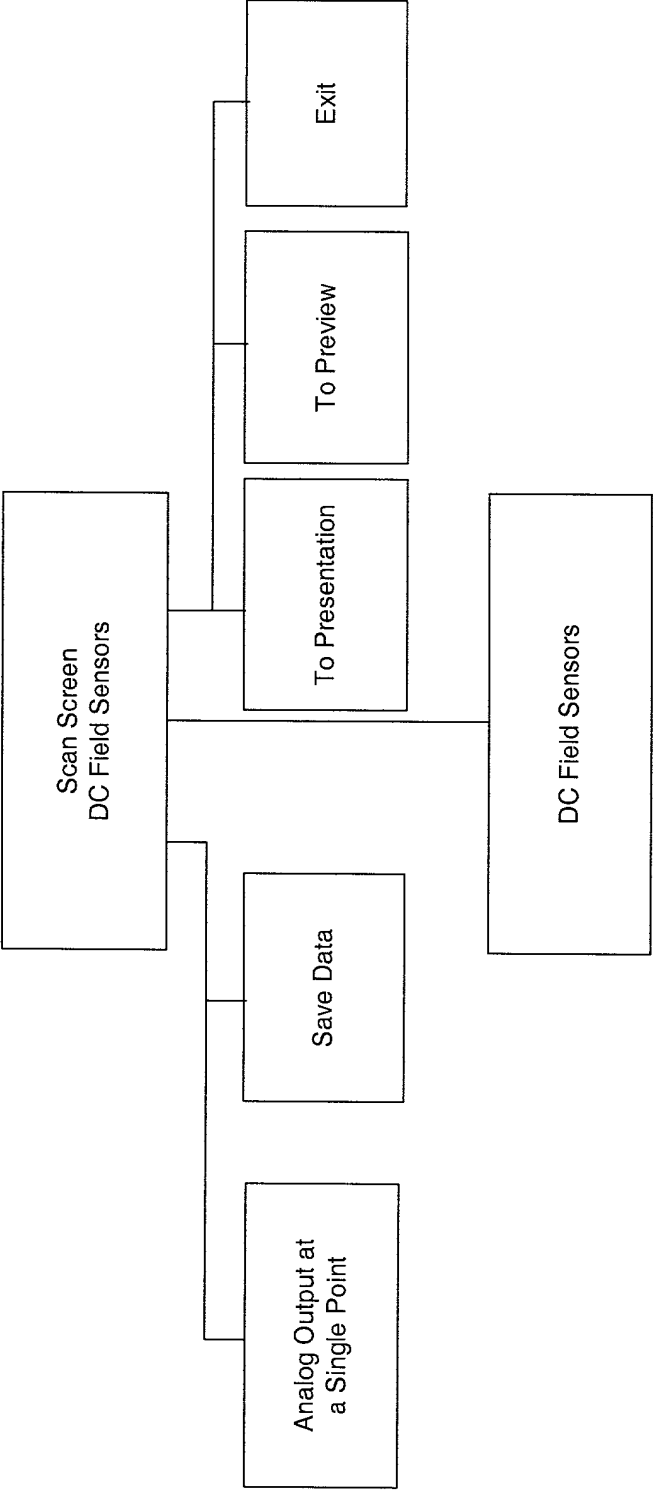 Scan Screen
DC Field Sensors
Analog Output at
a Single Point
Save Data
To Presentation
To Preview
Exit
DC Field Sensors